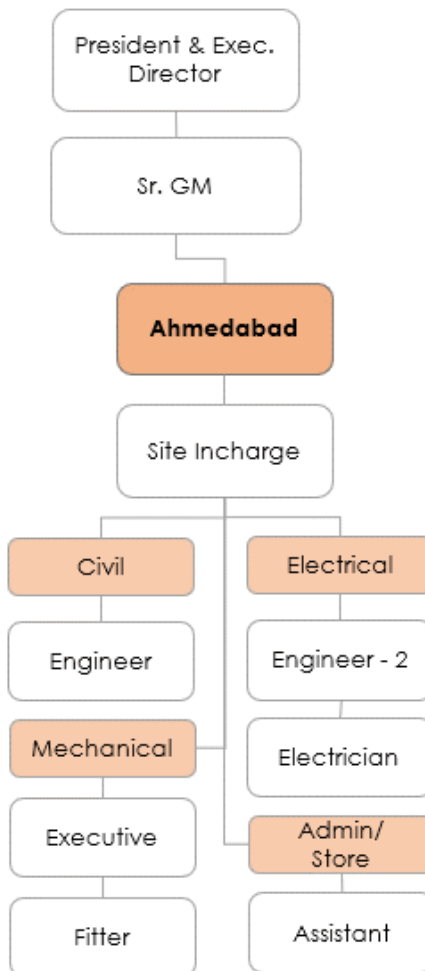 President & Exec.
Director
Sr. GM
Ahmedabad
Site Incharge
Civil
Electrical
Engineer
Engineer - 2
Mechanical
Electrician
Executive
Admin/
Store
Fitter
Assistant